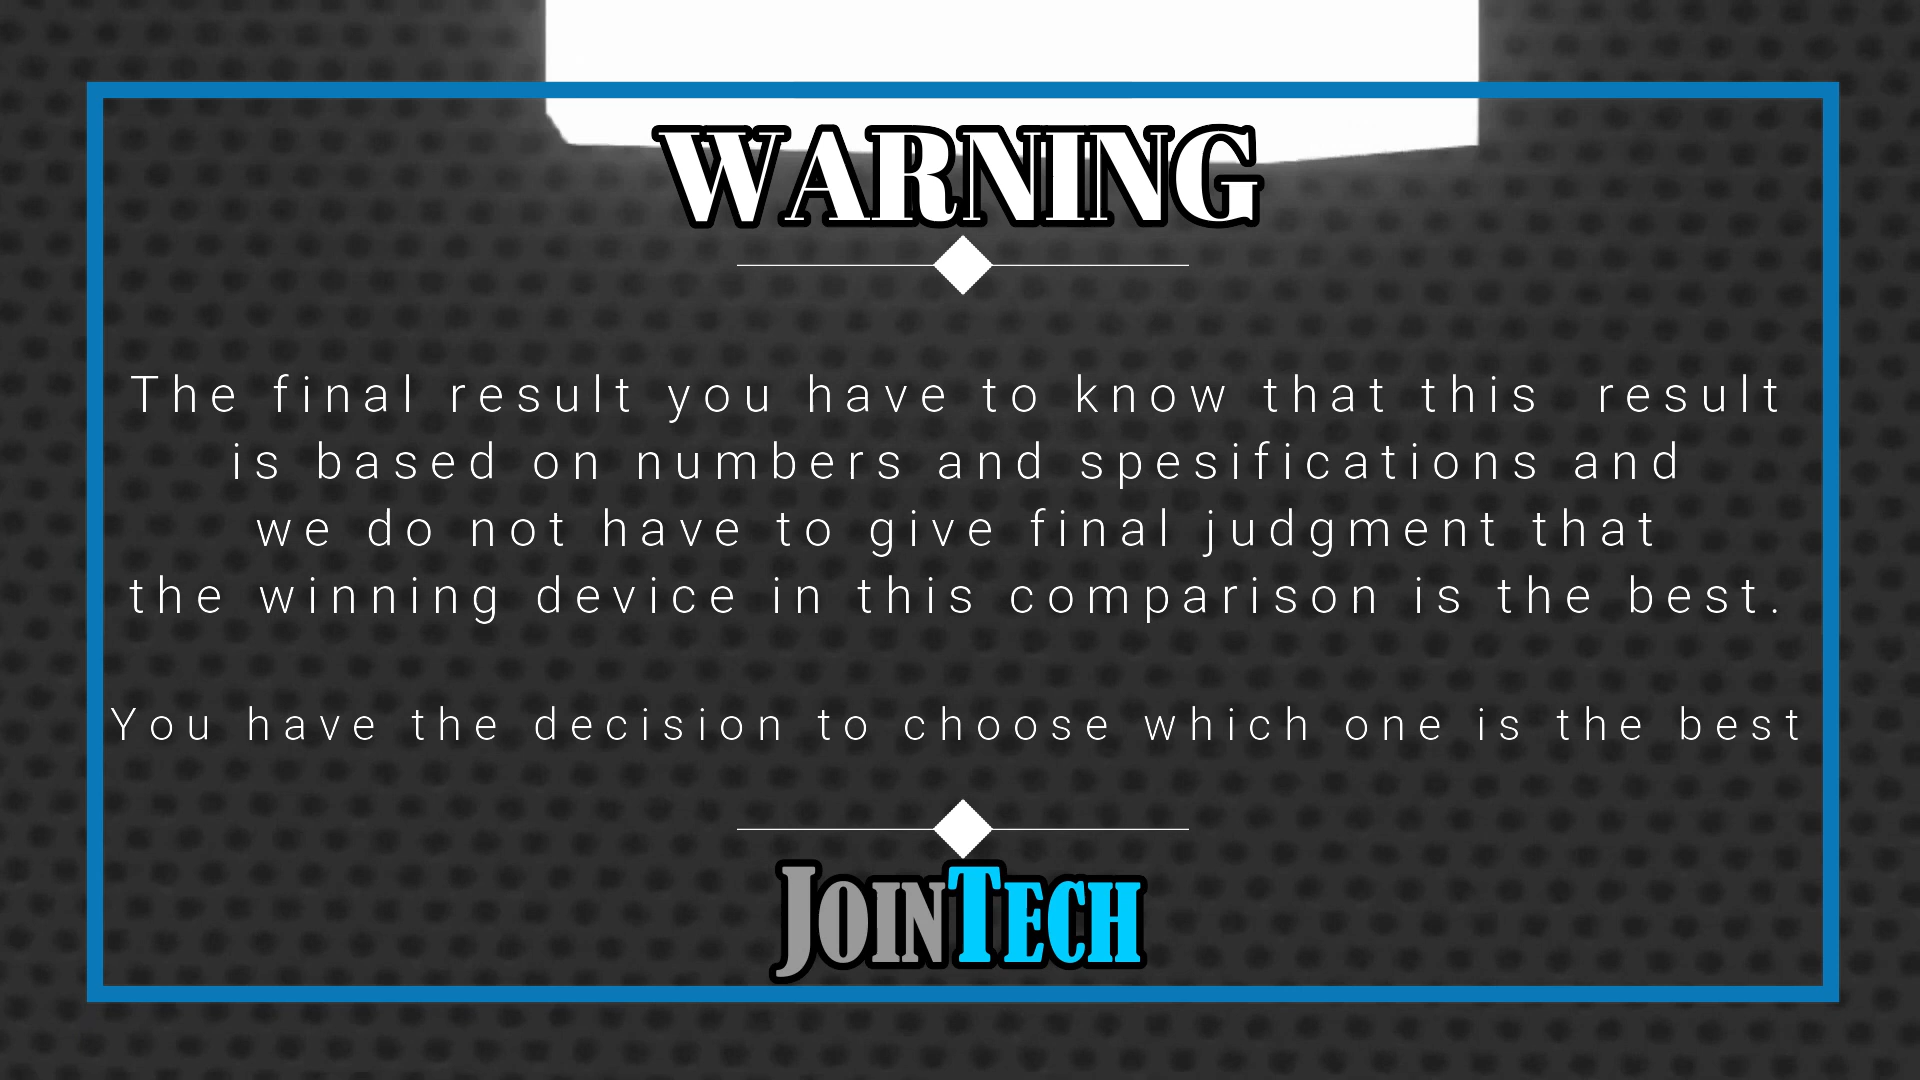 WARNING
The final result you have to know that this result
is based on numbers and spesifications and
we do not have to give final judgment that
the winning device in this comparison is the best.
You have the decision to choose which one is the best
JOINTECH